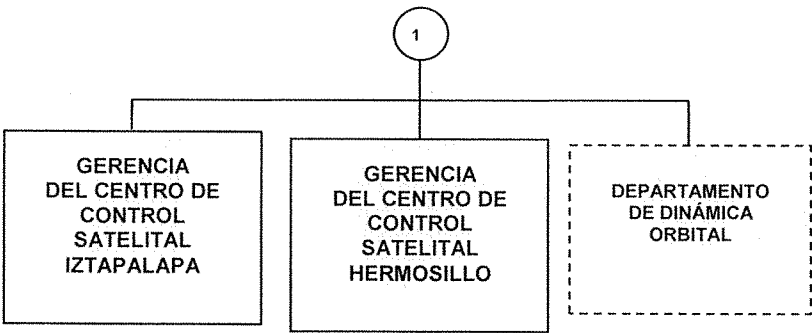 1
GERENCIA
DEL CENTRO DE
CONTROL
SATELITAL
IZTAPALAPA
GERENCIA
DEL CENTRO DE
CONTROL
SATELITAL
HERMOSILLO
DEPARTAMENTO
DE DINÁMICA
ORBITAL